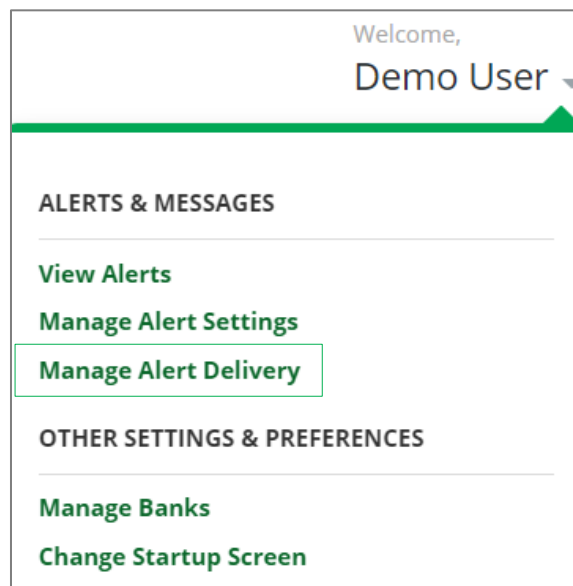 Welcome,
Demo User
ALERTS & MESSAGES
View Alerts
Manage Alert Settings
Manage Alert Delivery
OTHER SETTINGS & PREFERENCES
Manage Banks
Change Startup Screen